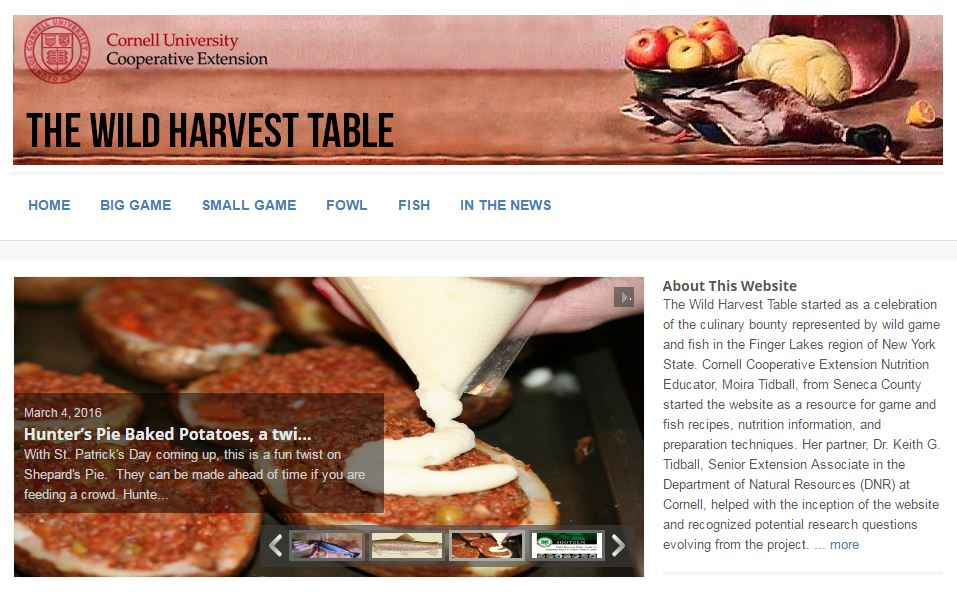 Cornell University
Cooperative Extension
THE WILD HARVEST TABLE
HOME BIG GAME SMALL GAME FOWL FISH IN THE NEWS
March 4, 2016
Hunter's Pie Baked Potatoes, a twi...
With St. Patrick's Day coming up, this is a fun twist on
Shepard's Pie. They can be made ahead of time if you are
feeding a crowd. Hunte...
SHOTGUN
About This Website
The Wild Harvest Table started as a celebration
of the culinary bounty represented by wild game
and fish in the Finger Lakes region of New York
State. Cornell Cooperative Extension Nutrition
Educator, Moira Tidball, from Seneca County
started the website as a resource for game and
fish recipes, nutrition information, and
preparation techniques. Her partner, Dr. Keith G.
Tidball, Senior Extension Associate in the
Department of Natural Resources (DNR) at
Cornell, helped with the inception of the website
and recognized potential research questions
evolving from the project. ... more